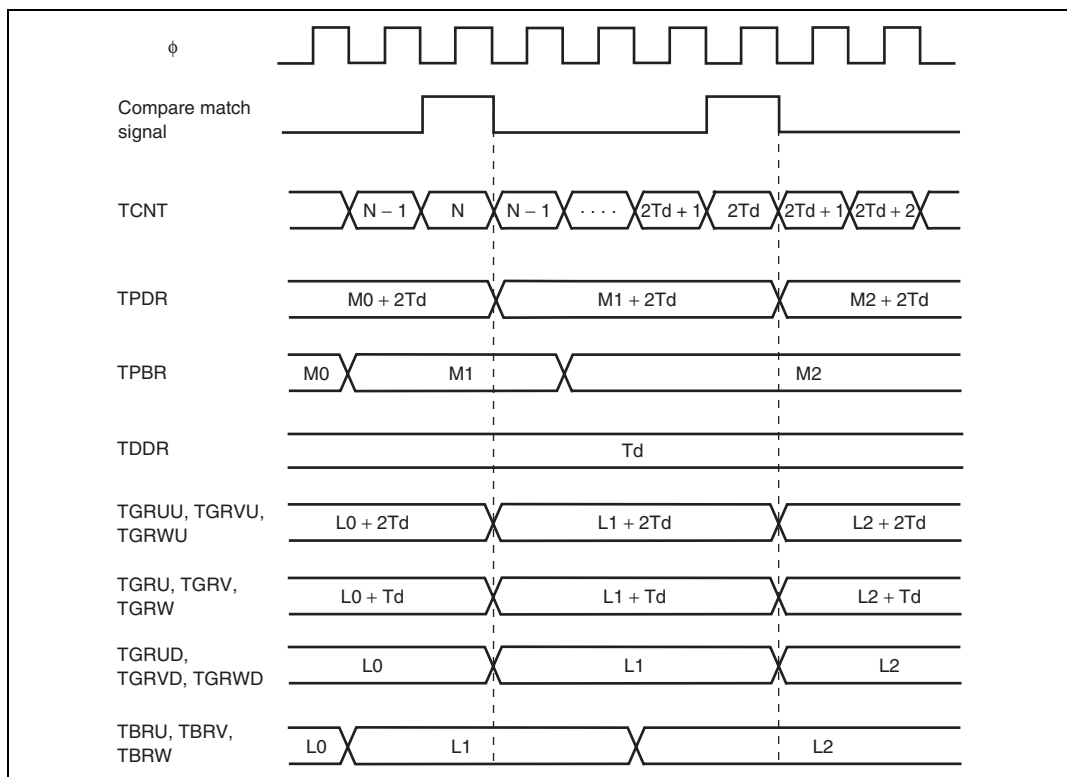 ϕ
Compare match
signal
TCNT
N – 1 N N – 1 · · · · 2Td + 1 2Td 2Td + 1 2Td + 2
TPDR
M0 + 2Td M1 + 2Td M2 + 2Td
TPBR
M0 M1 M2
TDDR
Td
TGRUU, TGRVU,
TGRWU
L0 + 2Td L1 + 2Td L2 + 2Td
TGRU, TGRV,
TGRW
L0 + Td L1 + Td L2 + Td
TGRUD,
TGRVD, TGRWD
L0 L1 L2
TBRU, TBRV,
TBRW
L0 L1 L2